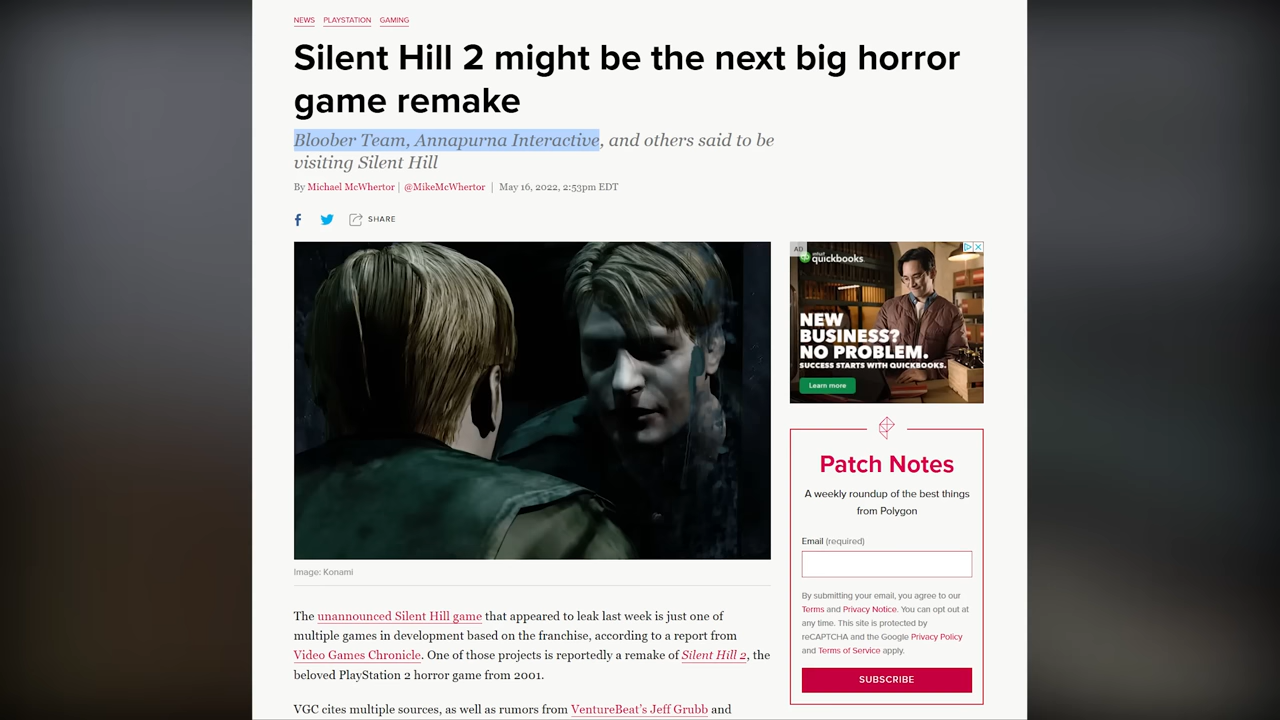 NEWS PLAYSTATION GAMING
Silent Hill 2 might be the next big horror
game remake
Bloober Team, Annapurna Interactive, and others said to be
visiting Silent Hill
By Michael McWhertor | @MikeMcWhertor | May 16, 2022, 2:53pm EDT
SHARE
AD
intuit
quickbooks
NEW
BUSINESS?
NO PROBLEM.
SUCCESS STARTS WITH QUICKBOOKS.
Learn more
Image: Konami
The unannounced Silent Hill game that appeared to leak last week is just one of
multiple games in development based on the franchise, according to a report from
Video Games Chronicle. One of those projects is reportedly a remake of Silent Hill 2, the
beloved PlayStation 2 horror game from 2001.
VGC cites multiple sources, as well as rumors from VentureBeat's Jeff Grubb and
Patch Notes
A weekly roundup of the best things
from Polygon
Email (required)
By submitting your email, you agree to our
Terms and Privacy Notice. You can opt out at
any time. This site is protected by
reCAPTCHA and the Google Privacy Policy
and Terms of Service apply.
SUBSCRIBE